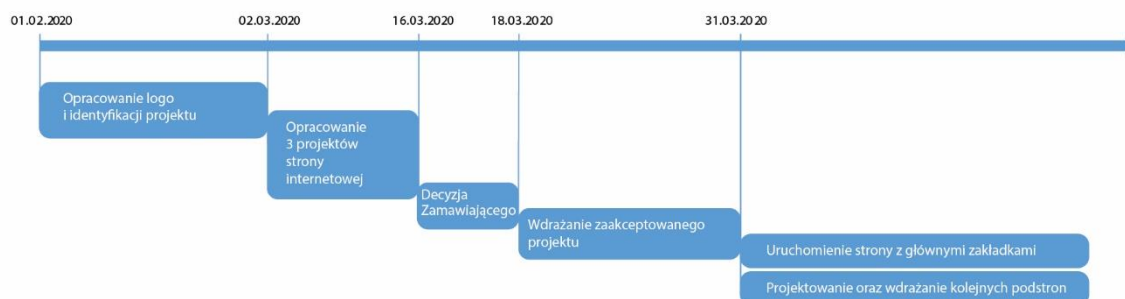 01.02.2020
02.03.2020
16.03.2020
18.03.2020
31.03.2020
Opracowanie logo
i identyfikacji projektu
Opracowanie
3 projektów
strony
internetowej
Decyzja
Zamawiającego
Wdrażanie zaakceptowanego
projektu
Uruchomienie strony z głównymi zakładkami
Projektowanie oraz wdrażanie kolejnych podstron